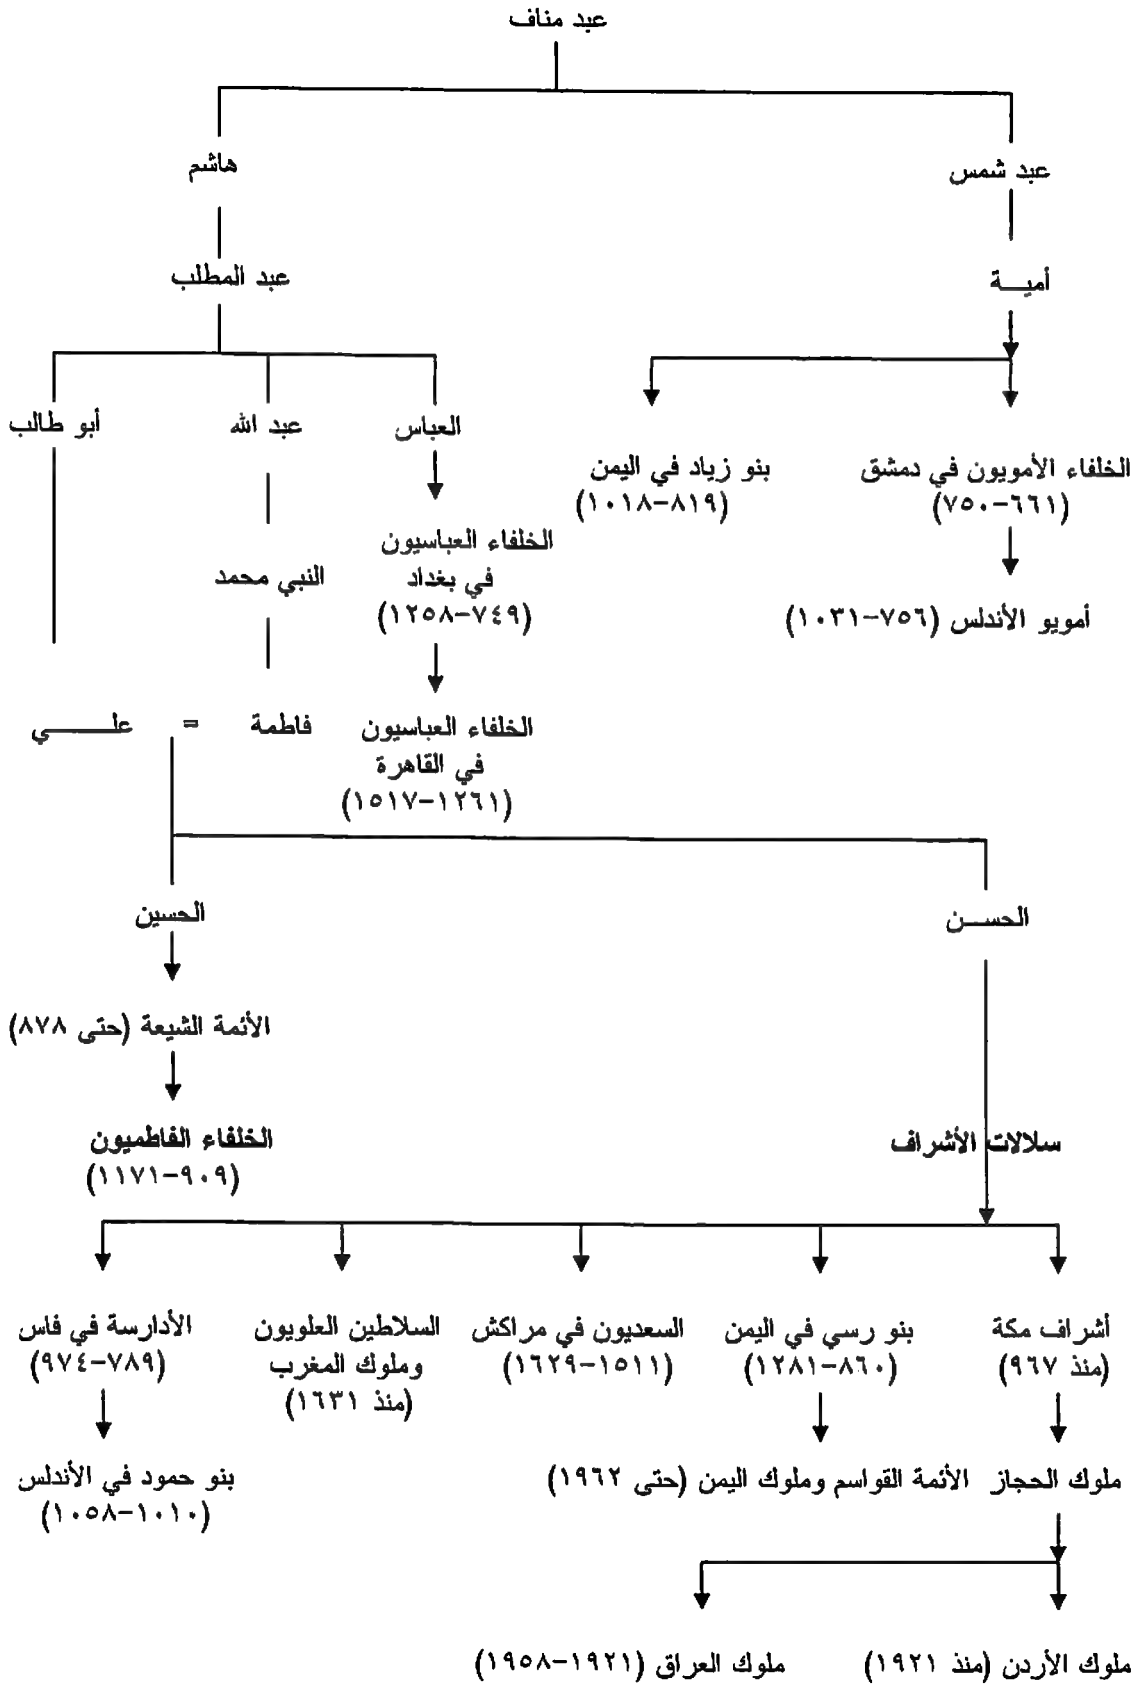 عبد مناف
عبد شمس
هاشم
أميـــة
عبد المطلب
العباس
عبد الله
أبو طالب
الخلفاء الأمويون في دمشق
(٦٦١-٧٥٠)
بنو زياد في اليمن
(٨١٩-١٠١٨)
أمويو الأندلس (٧٥٦-١٠٣١)
الخلفاء العباسيون
في بغداد
(٧٤٩-١٢٥٨)
النبي محمد
الخلفاء العباسيون
في القاهرة
(١٢٦١-١٥١٧)
فاطمة = علـــــي
الحســـن
الحسين
الأئمة الشيعة (حتى ٨٧٨)
الخلفاء الفاطميون
(٩٠٩-١١٧١)
سلالات الأشراف
أشراف مكة
(منذ ٩٦٧)
بنو رسي في اليمن
(٨٦٠-١٢٨١)
السعديون في مراكش
(١٥١١-١٦٢٩)
السلاطين العلويون
وملوك المغرب
(منذ ١٦٣١)
الأدارسة في فاس
(٧٨٩-٩٧٤)
ملوك الحجاز
الأئمة القواسم وملوك اليمن (حتى ١٩٦٢)
بنو حمود في الأندلس
(١٠١٠-١٠٥٨)
ملوك الأردن (منذ ١٩٢١)
ملوك العراق (١٩٢١-١٩٥٨)